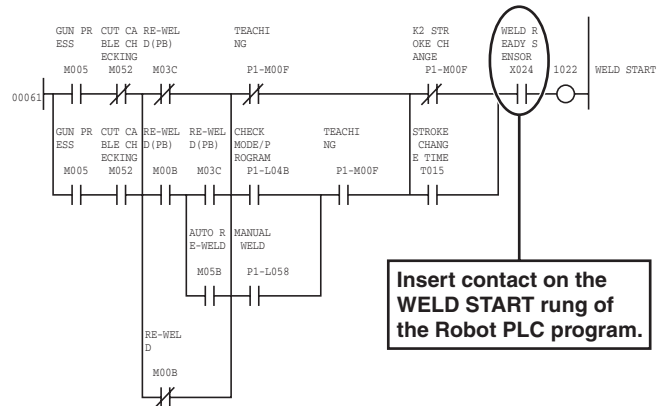 GUN PR CUT CA RE-WEL TEACHI K2 STR WELD R
ESS BLE CH D(PB) NG OKE CH EADY S
ECKING ANGE ENSOR
M005 M052 M03C P1-M00F P1-M00F X024 1022 WELD START
00061
GUN PR CUT CA RE-WEL RE-WEL CHECK TEACHI STROKE
ESS BLE CH D(PB) D(PB) MODE/P NG CHANG
ECKING ROGRAM E TIME
M005 M052 M00B M03C P1-L04B P1-M00F T015
AUTO R MANUAL
E-WELD WELD
M05B P1-L058
Insert contact on the
WELD START rung of
the Robot PLC program.
RE-WEL
D
M00B